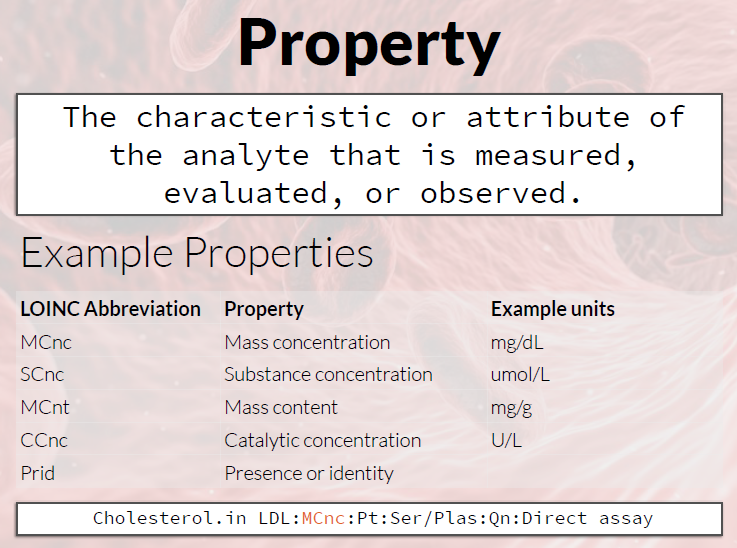 Property
The characteristic or attribute of
the analyte that is measured,
evaluated, or observed.
Example Properties
LOINC Abbreviation Property Example units
MCnc Mass concentration mg/dL
SCnc Substance concentration umol/L
MCnt Mass content mg/g
CCnc Catalytic concentration U/L
Prid Presence or identity
Cholesterol.in LDL:MCnc:Pt:Ser/Plas:Qn:Direct assay